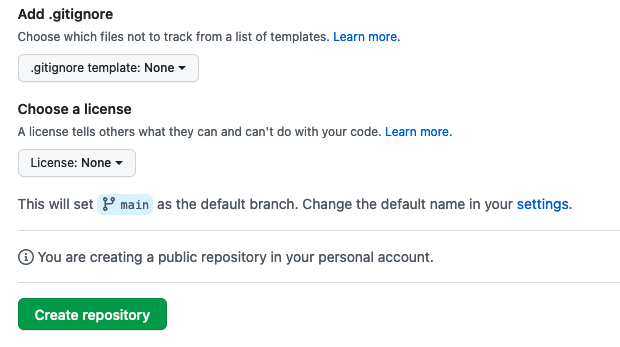 Add .gitignore
Choose which files not to track from a list of templates. Learn more.
.gitignore template: None
Choose a license
A license tells others what they can and can't do with your code. Learn more.
License: None
This will set main as the default branch. Change the default name in your settings.
You are creating a public repository in your personal account.
Create repository